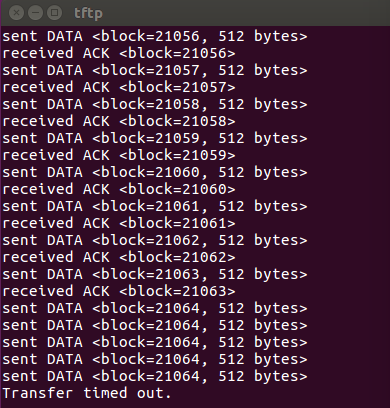 tftp
sent DATA <block=21056, 512 bytes>
received ACK <block=21056>
sent DATA <block=21057, 512 bytes>
received ACK <block=21057>
sent DATA <block=21058, 512 bytes>
received ACK <block=21058>
sent DATA <block=21059, 512 bytes>
received ACK <block=21059>
sent DATA <block=21060, 512 bytes>
received ACK <block=21060>
sent DATA <block=21061, 512 bytes>
received ACK <block=21061>
sent DATA <block=21062, 512 bytes>
received ACK <block=21062>
sent DATA <block=21063, 512 bytes>
received ACK <block=21063>
sent DATA <block=21064, 512 bytes>
sent DATA <block=21064, 512 bytes>
sent DATA <block=21064, 512 bytes>
sent DATA <block=21064, 512 bytes>
sent DATA <block=21064, 512 bytes>
Transfer timed out.